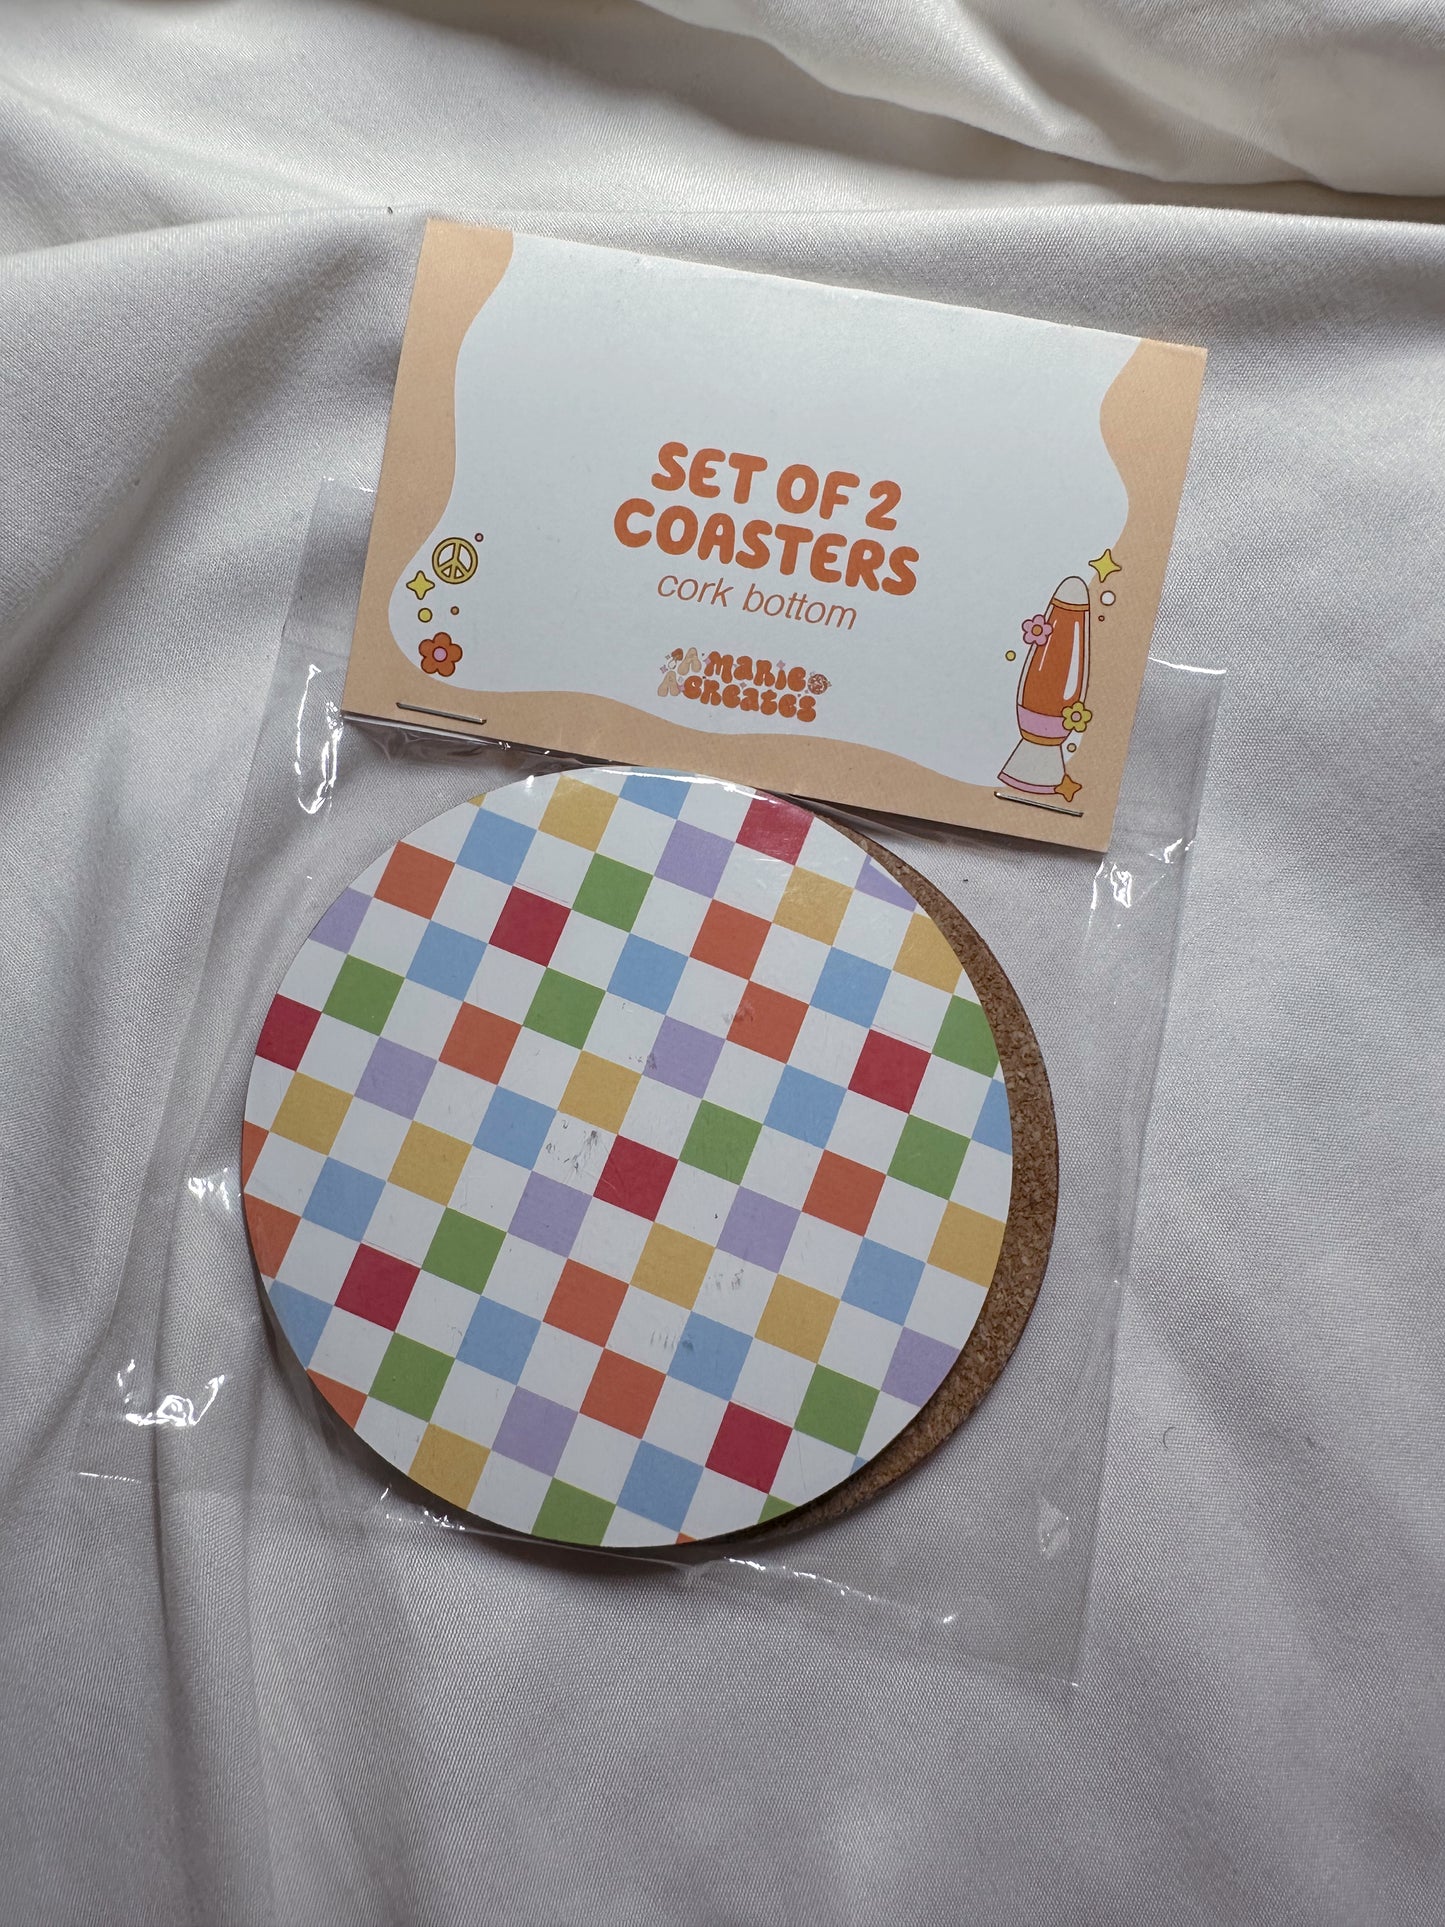 SET OF 2
COASTERS
cork bottom
A MARIE
CREATES